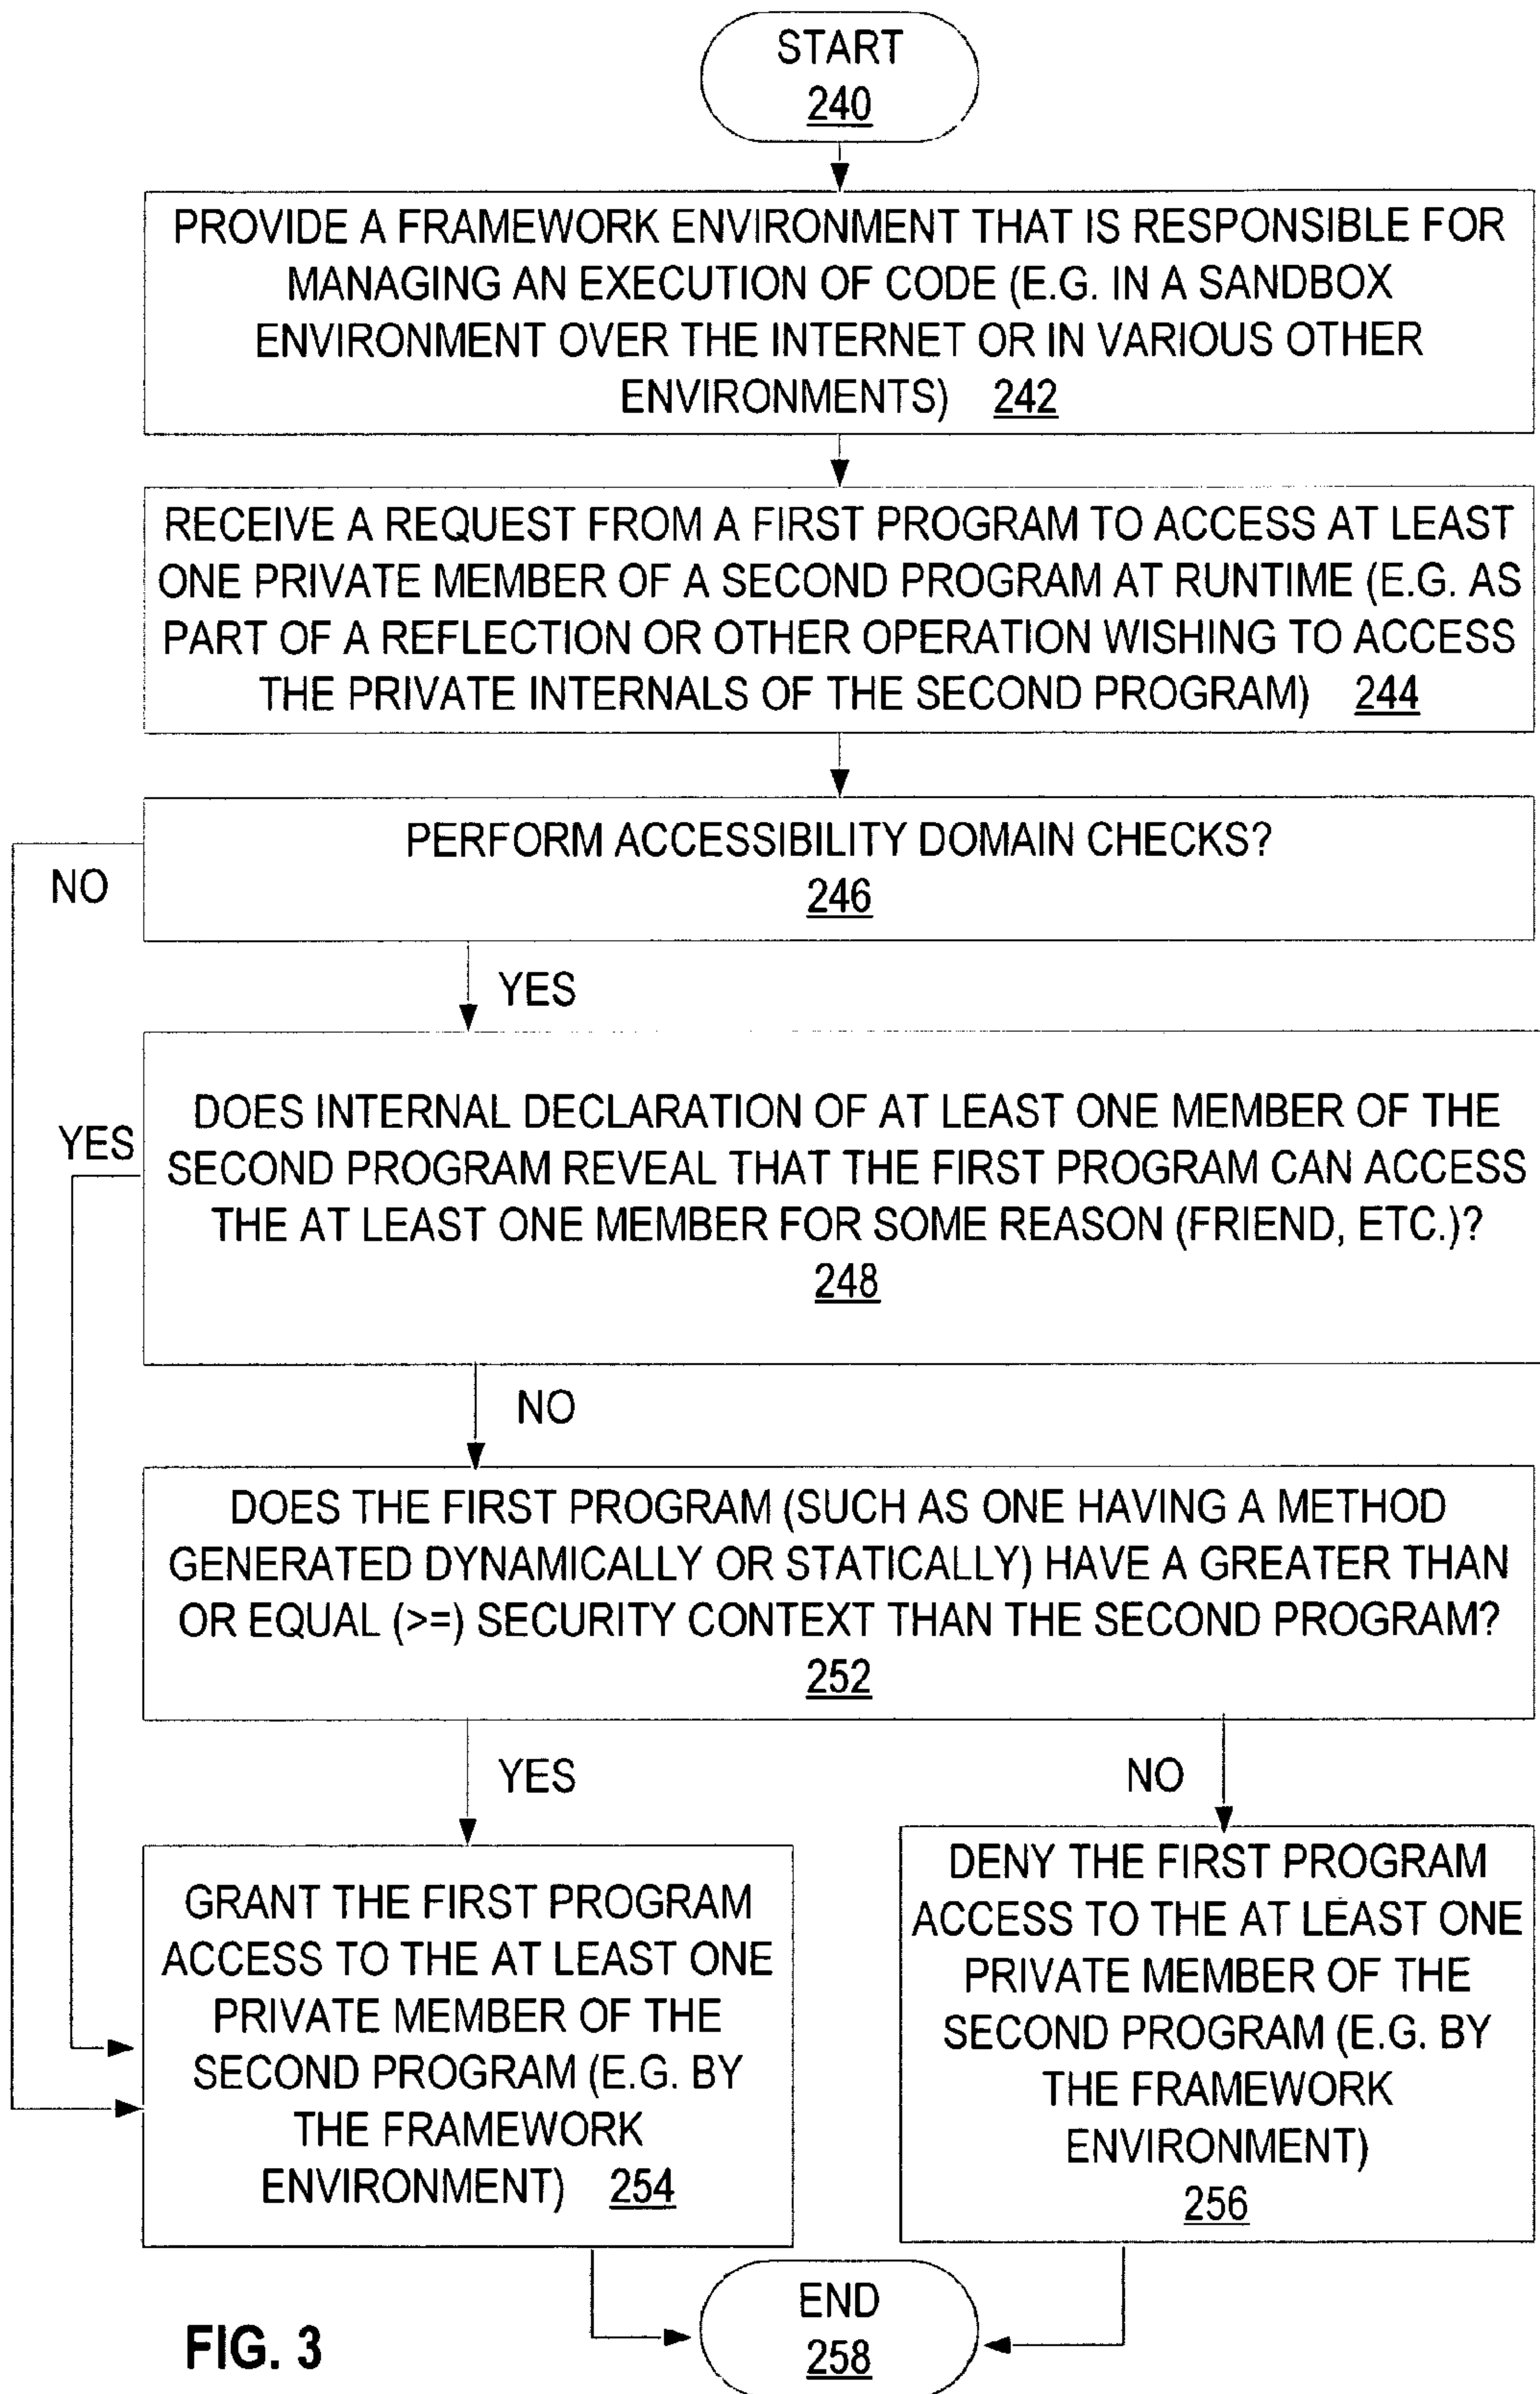 START
240
PROVIDE A FRAMEWORK ENVIRONMENT THAT IS RESPONSIBLE FOR
MANAGING AN EXECUTION OF CODE (E.G. IN A SANDBOX
ENVIRONMENT OVER THE INTERNET OR IN VARIOUS OTHER
ENVIRONMENTS) 242
RECEIVE A REQUEST FROM A FIRST PROGRAM TO ACCESS AT LEAST
ONE PRIVATE MEMBER OF A SECOND PROGRAM AT RUNTIME (E.G. AS
PART OF A REFLECTION OR OTHER OPERATION WISHING TO ACCESS
THE PRIVATE INTERNALS OF THE SECOND PROGRAM) 244
PERFORM ACCESSIBILITY DOMAIN CHECKS?
246
NO
YES
DOES INTERNAL DECLARATION OF AT LEAST ONE MEMBER OF THE
SECOND PROGRAM REVEAL THAT THE FIRST PROGRAM CAN ACCESS
THE AT LEAST ONE MEMBER FOR SOME REASON (FRIEND, ETC.)?
248
YES
NO
DOES THE FIRST PROGRAM (SUCH AS ONE HAVING A METHOD
GENERATED DYNAMICALLY OR STATICALLY) HAVE A GREATER THAN
OR EQUAL (>=) SECURITY CONTEXT THAN THE SECOND PROGRAM?
252
YES
NO
GRANT THE FIRST PROGRAM
ACCESS TO THE AT LEAST ONE
PRIVATE MEMBER OF THE
SECOND PROGRAM (E.G. BY
THE FRAMEWORK
ENVIRONMENT) 254
DENY THE FIRST PROGRAM
ACCESS TO THE AT LEAST ONE
PRIVATE MEMBER OF THE
SECOND PROGRAM (E.G. BY
THE FRAMEWORK
ENVIRONMENT)
256
END
258
FIG. 3